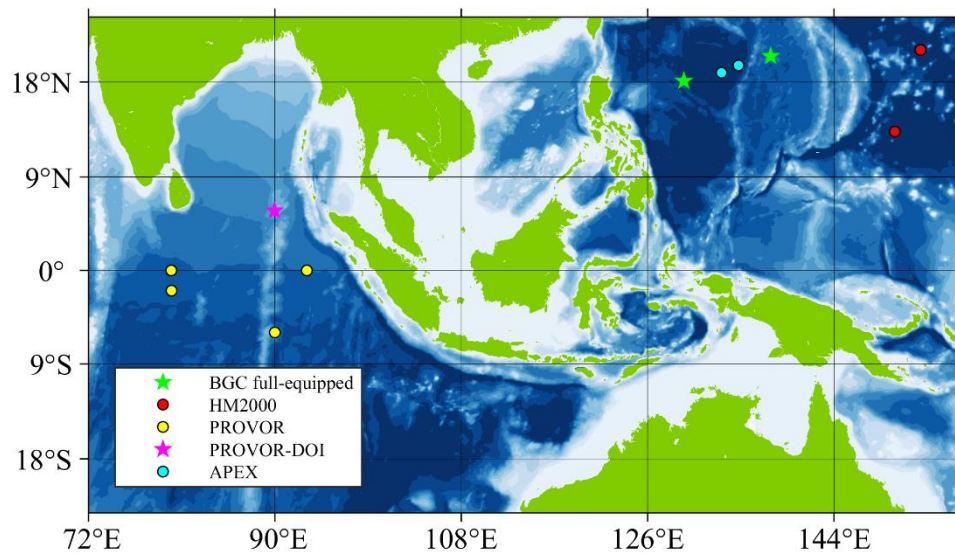 18°N
9°N
0°
9°S
18°S
BGC full-equipped
HM2000
PROVOR
PROVOR-DOI
APEX
72°E 90°E 108°E 126°E 144°E